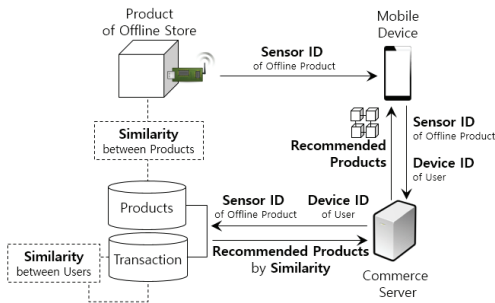 Product
of Offline Store
Mobile
Device
Sensor ID
of Offline Product
Similarity
between Products
Recommended
Products
Sensor ID
of Offline Product
Device ID
of User
Products
Sensor ID
of Offline Product
Device ID
of User
Transaction
Recommended Products
by Similarity
Similarity
between Users
Commerce
Server